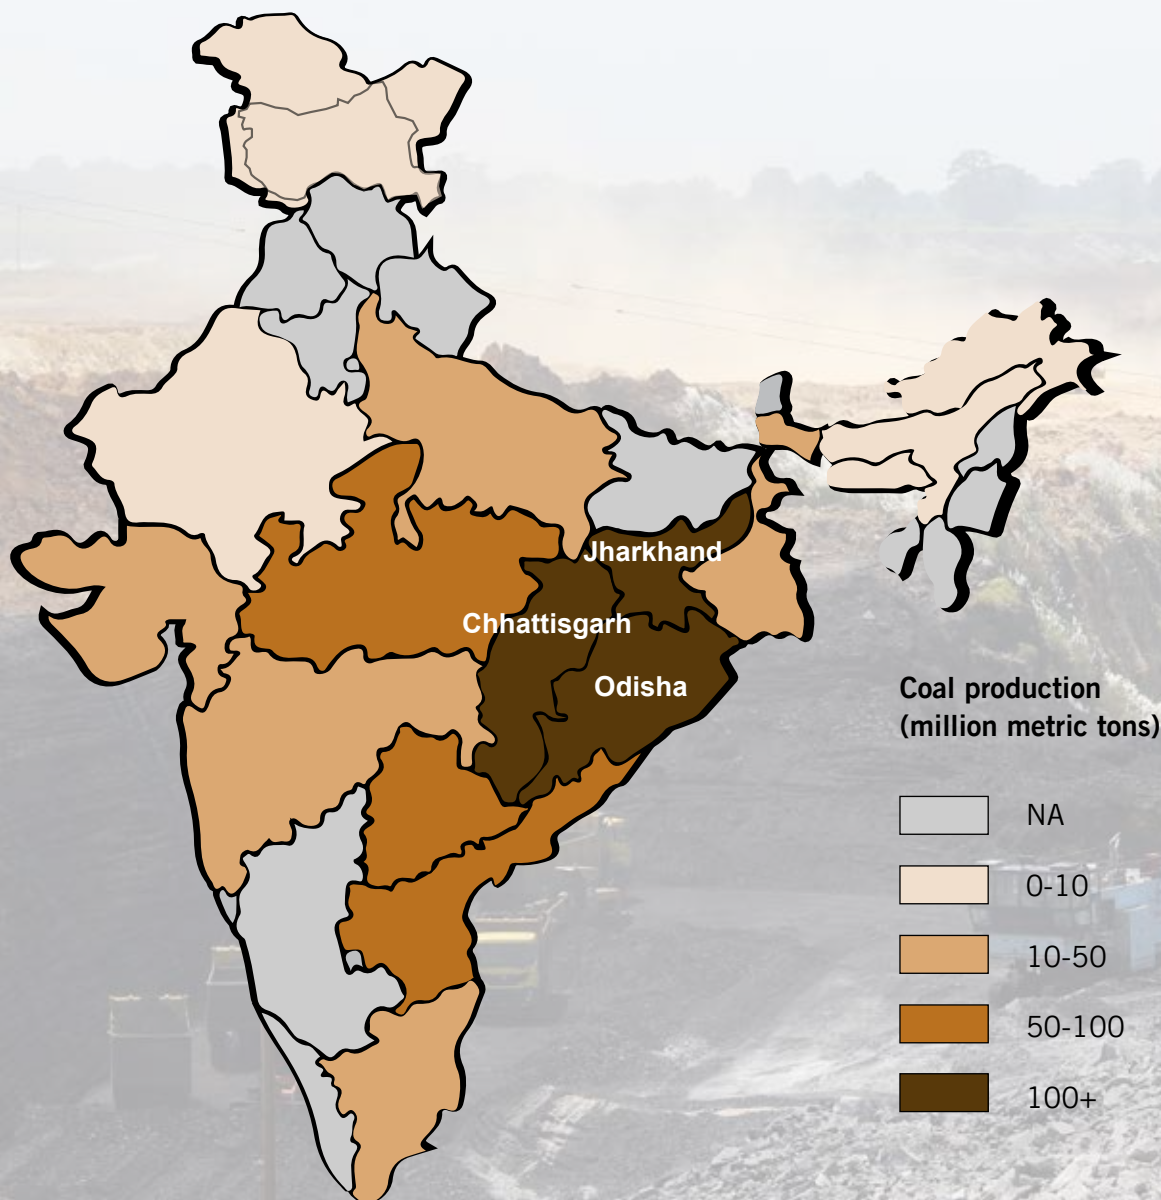 Jharkhand
Chhattisgarh
Odisha
Coal production
(million metric tons)
NA
0-10
10-50
50-100
100+